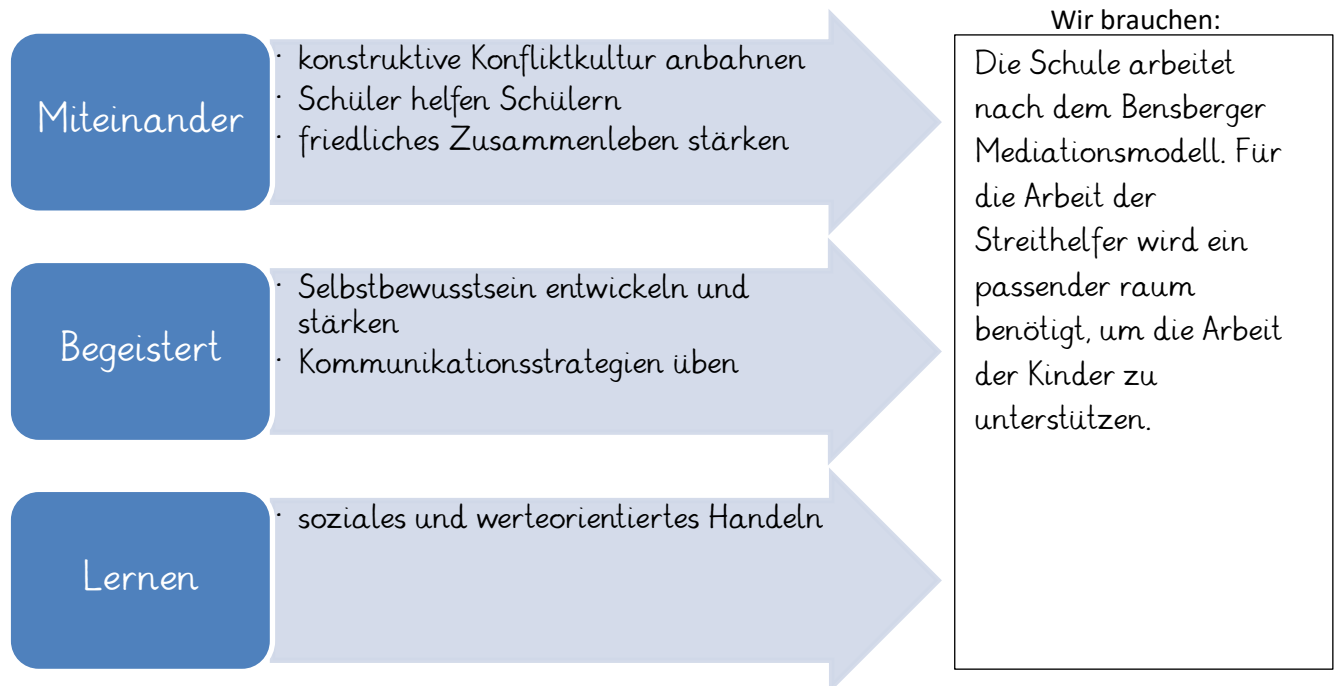 Miteinander
· konstruktive Konfliktkultur anbahnen
· Schüler helfen Schülern
· friedliches Zusammenleben stärken
Begeistert
· Selbstbewusstsein entwickeln und
stärken
· Kommunikationsstrategien üben
Lernen
· soziales und werteorientiertes Handeln
Wir brauchen:
Die Schule arbeitet
nach dem Bensberger
Mediationsmodell. Für
die Arbeit der
Streithelfer wird ein
passender raum
benötigt, um die Arbeit
der Kinder zu
unterstützen.